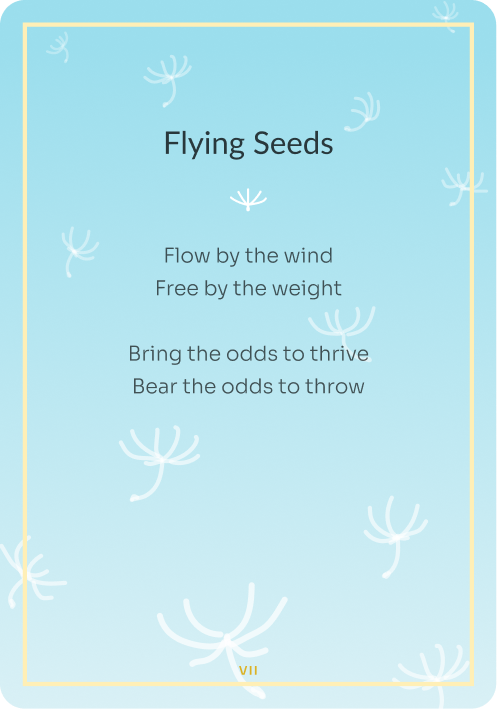 Flying Seeds
Flow by the wind
Free by the weight
Bring the odds to thrive
Bear the odds to throw
VII